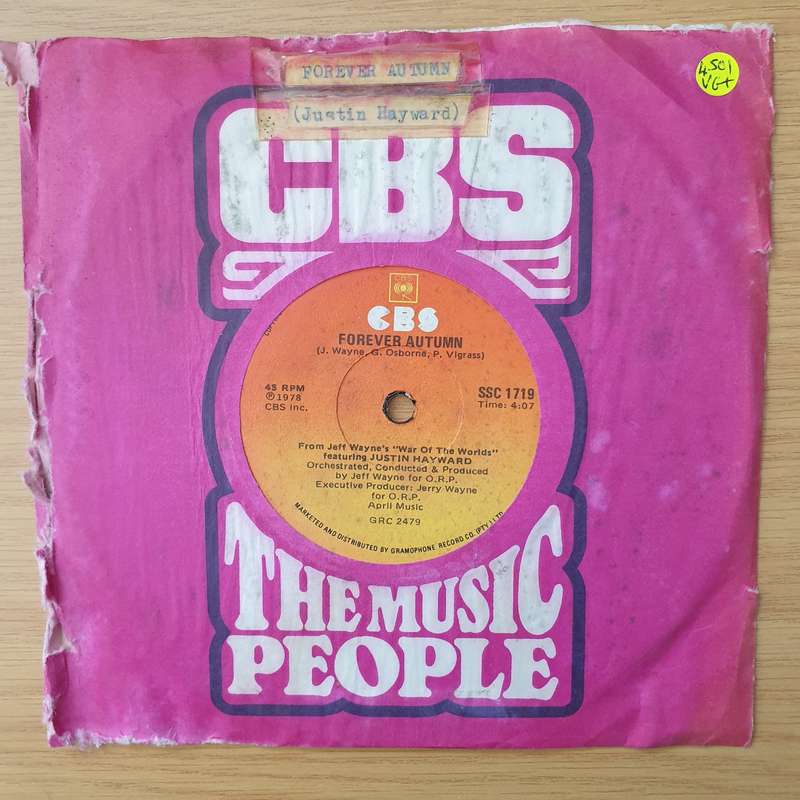 FOREVER AUTUMN
(Justin Hayward)
VG+
CBS
CBS
CBS
FOREVER AUTUMN
(J. Wayne, G. Osborne, P. Vigrass)
45 RPM
℗ 1978
CBS Inc.
SSC 1719
Time: 4:07
From Jeff Wayne's "War Of The Worlds"
featuring JUSTIN HAYWARD
Orchestrated, Conducted & Produced
by Jeff Wayne for O.R.P.
Executive Producer: Jerry Wayne
for O.R.P.
April Music
GRC 2479
MARKETED AND DISTRIBUTED BY GRAMOPHONE RECORD CO. (PTY.) LTD
THE MUSIC
PEOPLE